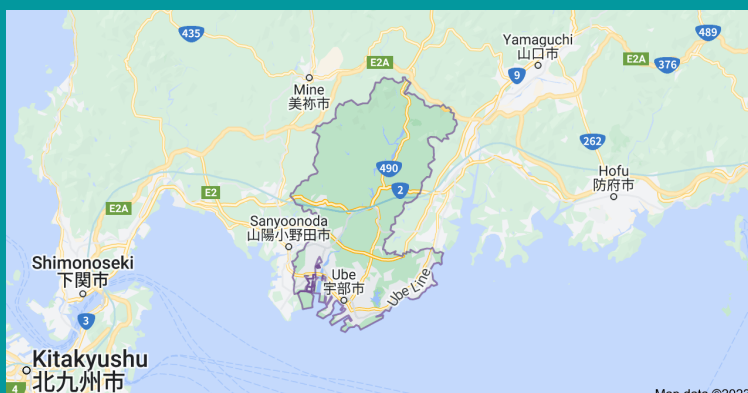 435
489
Yamaguchi
山口市
E2A
E2A
376
9
Mine
美祢市
262
490
Hofu
防府市
2
E2
E2A
Sanyoonoda
山陽小野田市
Shimonoseki
下関市
Ube
宇部市
Ube Line
3
Kitakyushu
北九州市
4